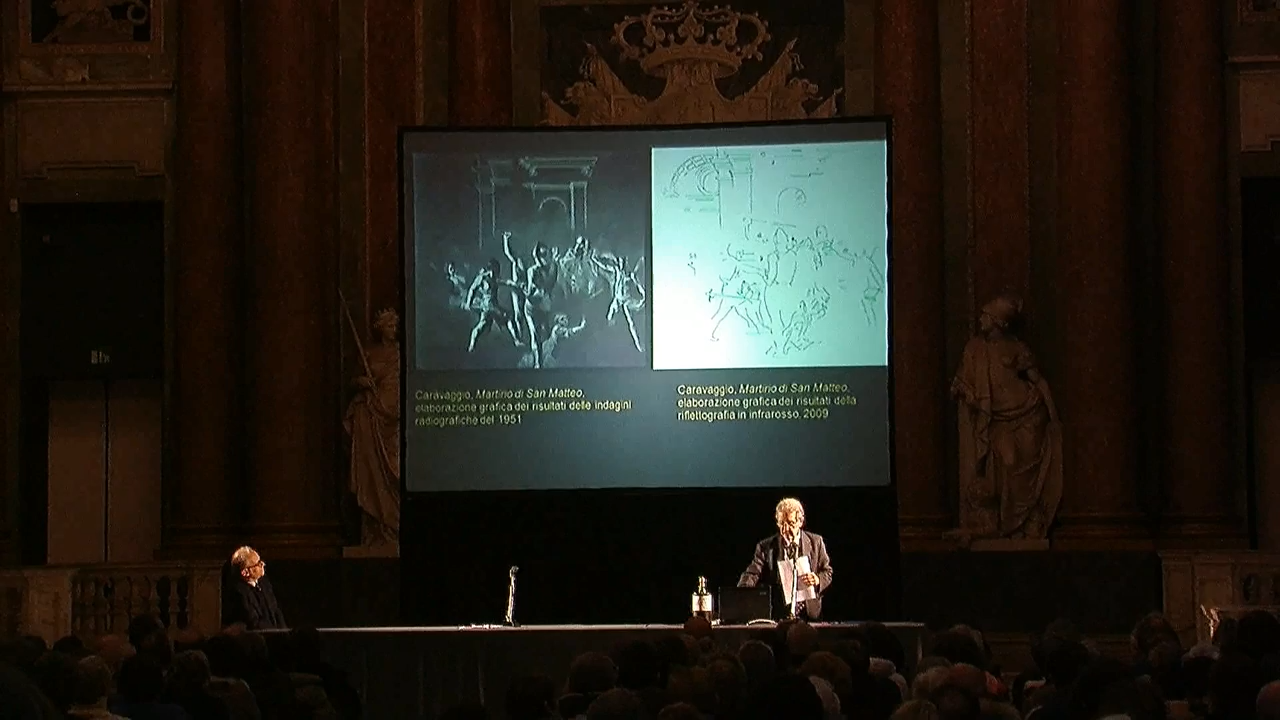 Caravaggio, Martirio di San Matteo,
elaborazione grafica dei risultati delle indagini
radiografiche del 1951
Caravaggio, Martirio di San Matteo,
elaborazione grafica dei risultati della
riflettografia in infrarosso, 2009